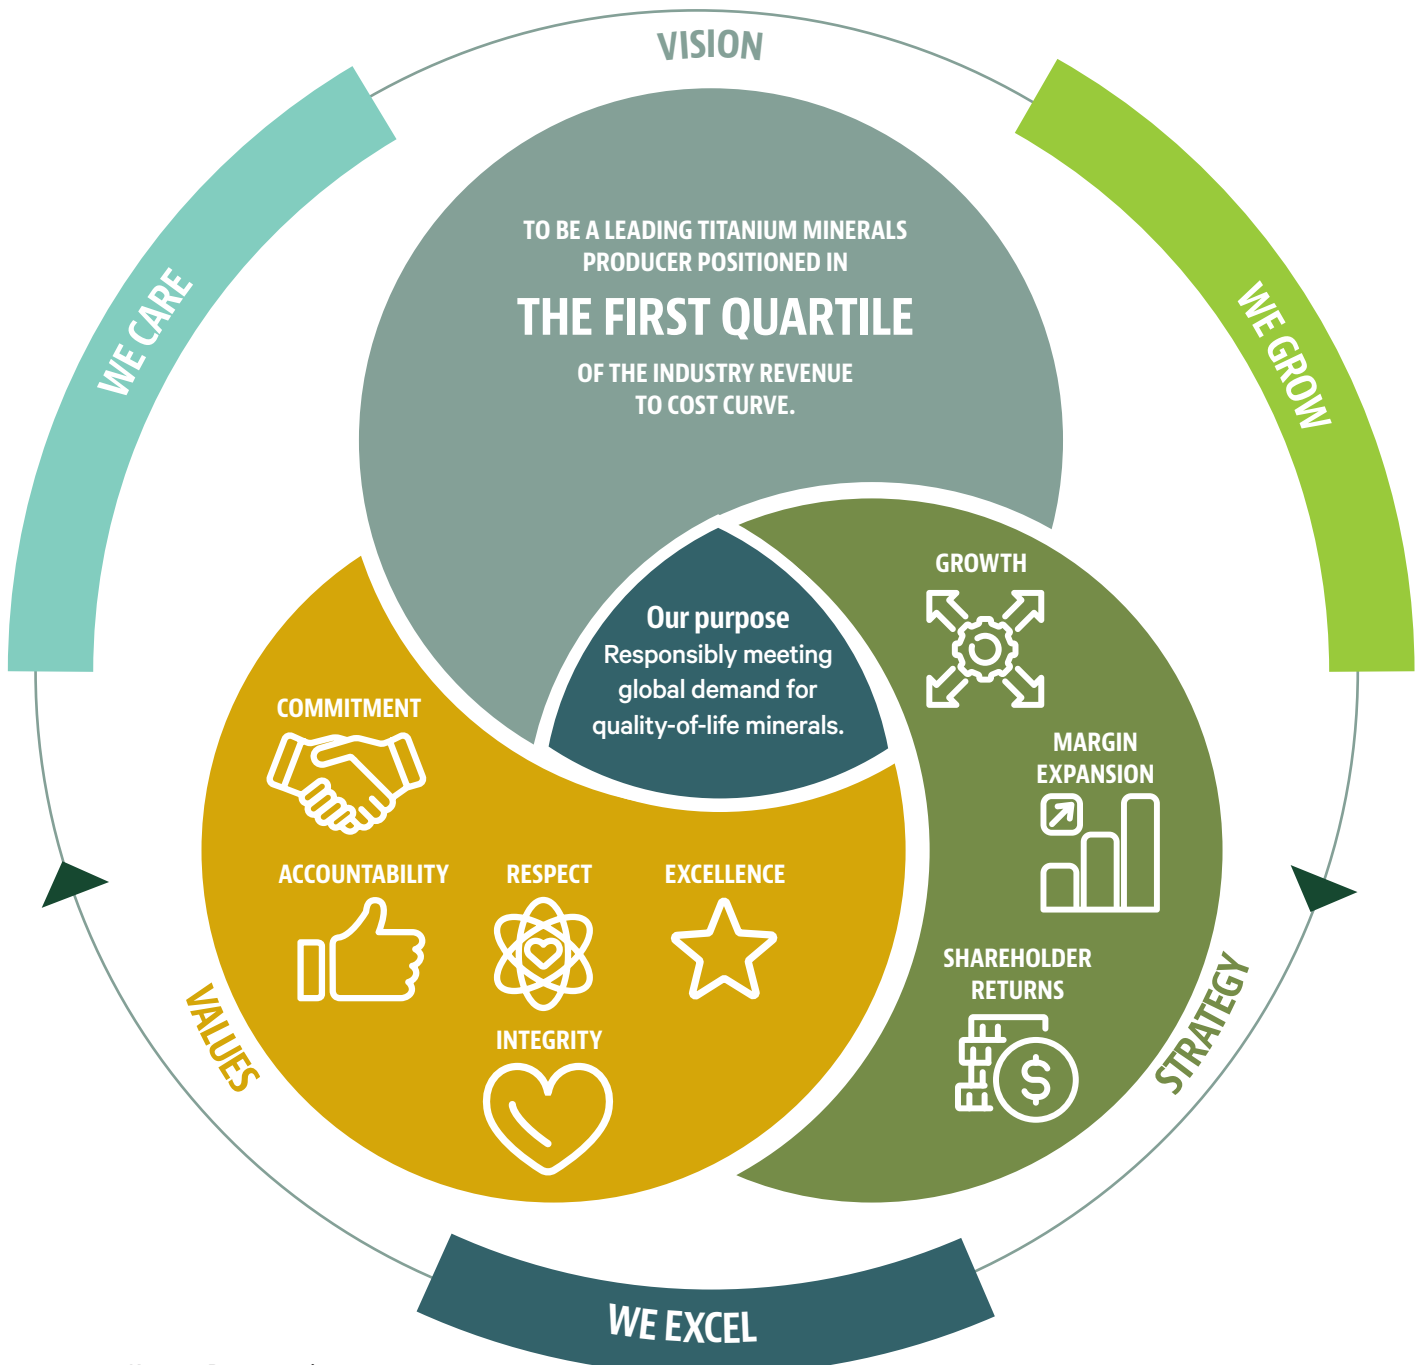 VISION
WE CARE
WE GROW
TO BE A LEADING TITANIUM MINERALS
PRODUCER POSITIONED IN
THE FIRST QUARTILE
OF THE INDUSTRY REVENUE
TO COST CURVE.
Our purpose
Responsibly meeting
global demand for
quality-of-life minerals.
GROWTH
MARGIN
EXPANSION
SHAREHOLDER
RETURNS
STRATEGY
COMMITMENT
ACCOUNTABILITY
RESPECT
EXCELLENCE
INTEGRITY
VALUES
WE EXCEL